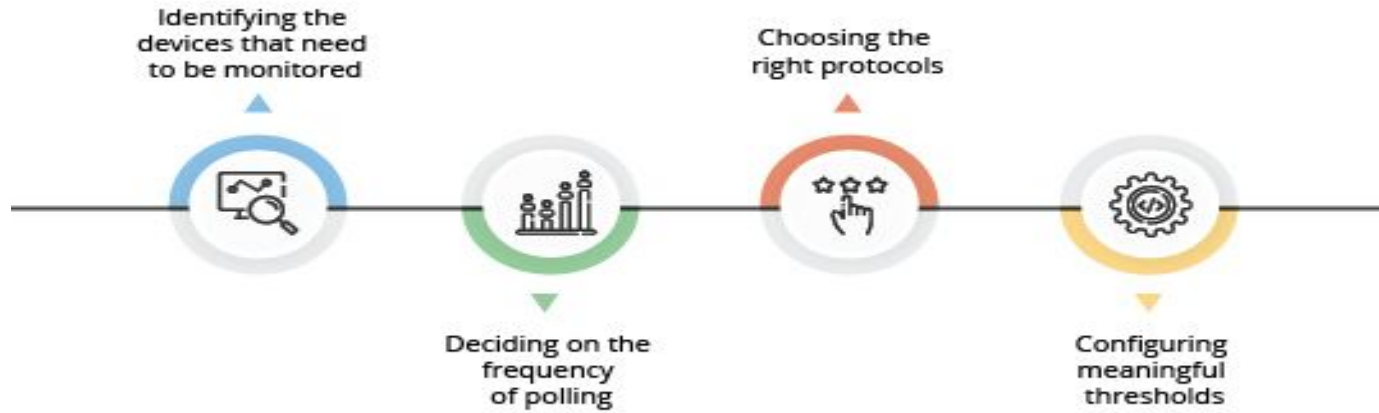 Identifying the
devices that need
to be monitored
Deciding on the
frequency
of polling
Choosing the
right protocols
Configuring
meaningful
thresholds